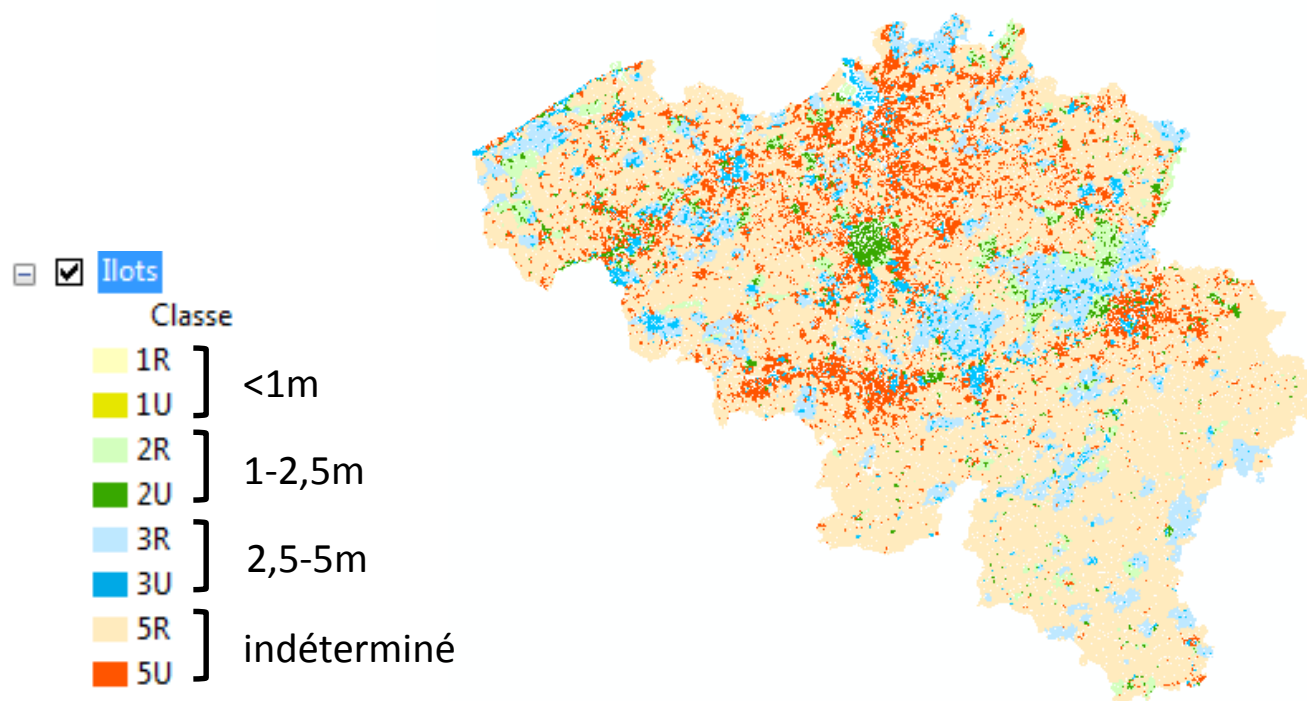 Ilots
Classe
1R
1U
<1m
2R
2U
1-2,5m
3R
3U
2,5-5m
5R
5U
indéterminé